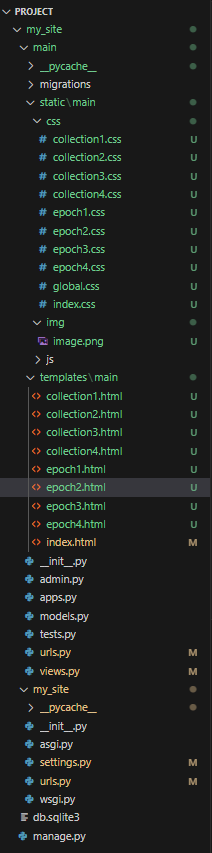 PROJECT
my_site
main
__pycache__
migrations
static\main
css
# collection1.css U
# collection2.css U
# collection3.css U
# collection4.css U
# epoch1.css U
# epoch2.css U
# epoch3.css U
# epoch4.css U
# global.css U
# index.css U
img
image.png U
js
templates\main
<> collection1.html U
<> collection2.html U
<> collection3.html U
<> collection4.html U
<> epoch1.html U
<> epoch2.html U
<> epoch3.html U
<> epoch4.html U
<> index.html M
__init__.py
admin.py
apps.py
models.py
tests.py
urls.py M
views.py M
my_site
__pycache__
__init__.py
asgi.py
settings.py M
urls.py M
wsgi.py
db.sqlite3
manage.py